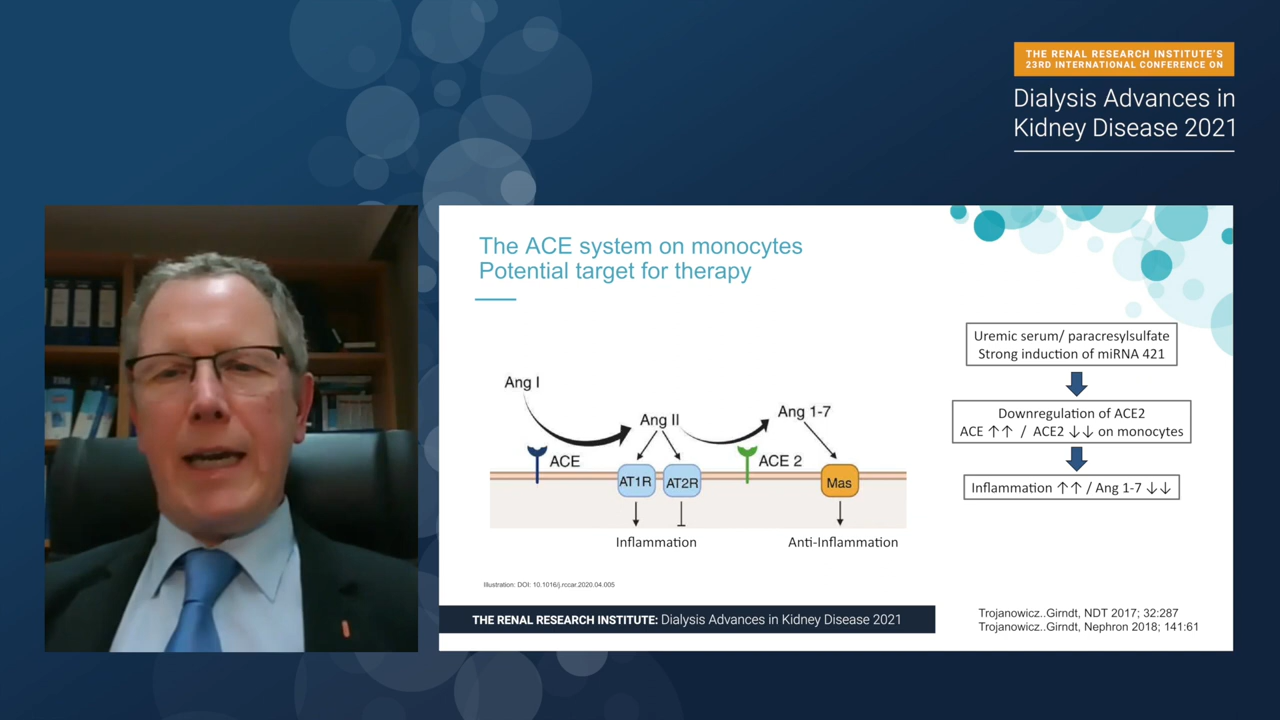 THE RENAL RESEARCH INSTITUTE'S
23RD INTERNATIONAL CONFERENCE ON
Dialysis Advances in
Kidney Disease 2021
The ACE system on monocytes
Potential target for therapy
Ang I
Ang II
Ang 1-7
ACE
ACE 2
AT1R
AT2R
Mas
Inflammation
Anti-Inflammation
Uremic serum/ paracresylsulfate
Strong induction of miRNA 421
Downregulation of ACE2
ACE ↑↑ / ACE2 ↓↓ on monocytes
Inflammation ↑↑ / Ang 1-7 ↓↓
Illustration: DOI: 10.1016/j.rccar.2020.04.005
THE RENAL RESEARCH INSTITUTE: Dialysis Advances in Kidney Disease 2021
Trojanowicz..Girndt, NDT 2017; 32:287
Trojanowicz..Girndt, Nephron 2018; 141:61